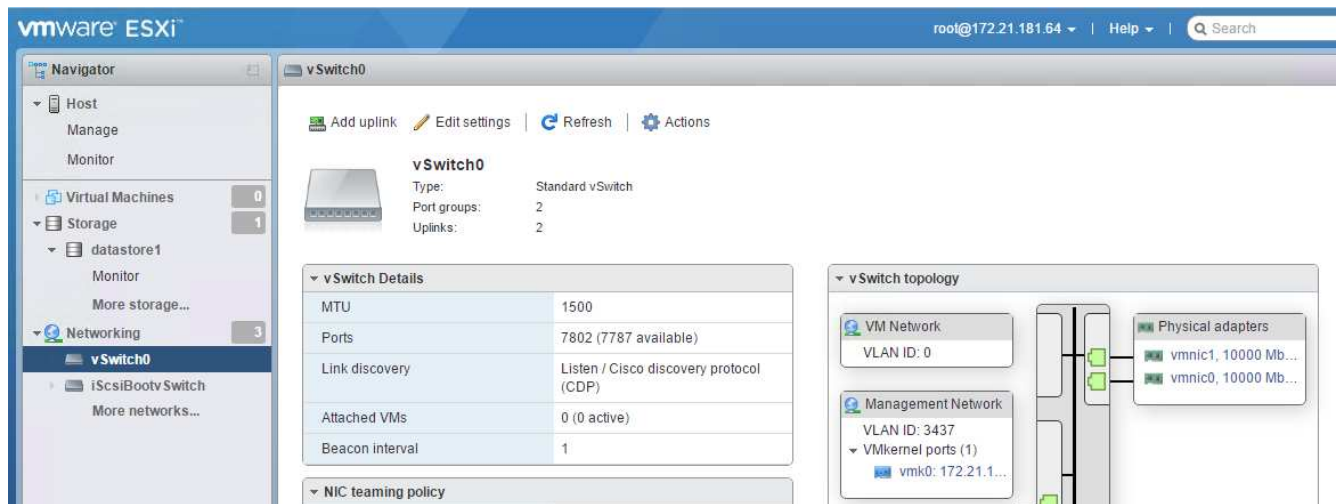 vmware ESXi™
root@172.21.181.64 | Help | Search
Navigator
Host
Manage
Monitor
Virtual Machines 0
Storage 1
datastore1
Monitor
More storage...
Networking 3
vSwitch0
iScsiBootvSwitch
More networks...
vSwitch0
Add uplink Edit settings | Refresh | Actions
vSwitch0
Type: Standard vSwitch
Port groups: 2
Uplinks: 2
vSwitch Details
MTU 1500
Ports 7802 (7787 available)
Link discovery Listen / Cisco discovery protocol
(CDP)
Attached VMs 0 (0 active)
Beacon interval 1
NIC teaming policy
vSwitch topology
VM Network
VLAN ID: 0
Management Network
VLAN ID: 3437
VMkernel ports (1)
vmk0: 172.21.1...
Physical adapters
vmnic1, 10000 Mb...
vmnic0, 10000 Mb...